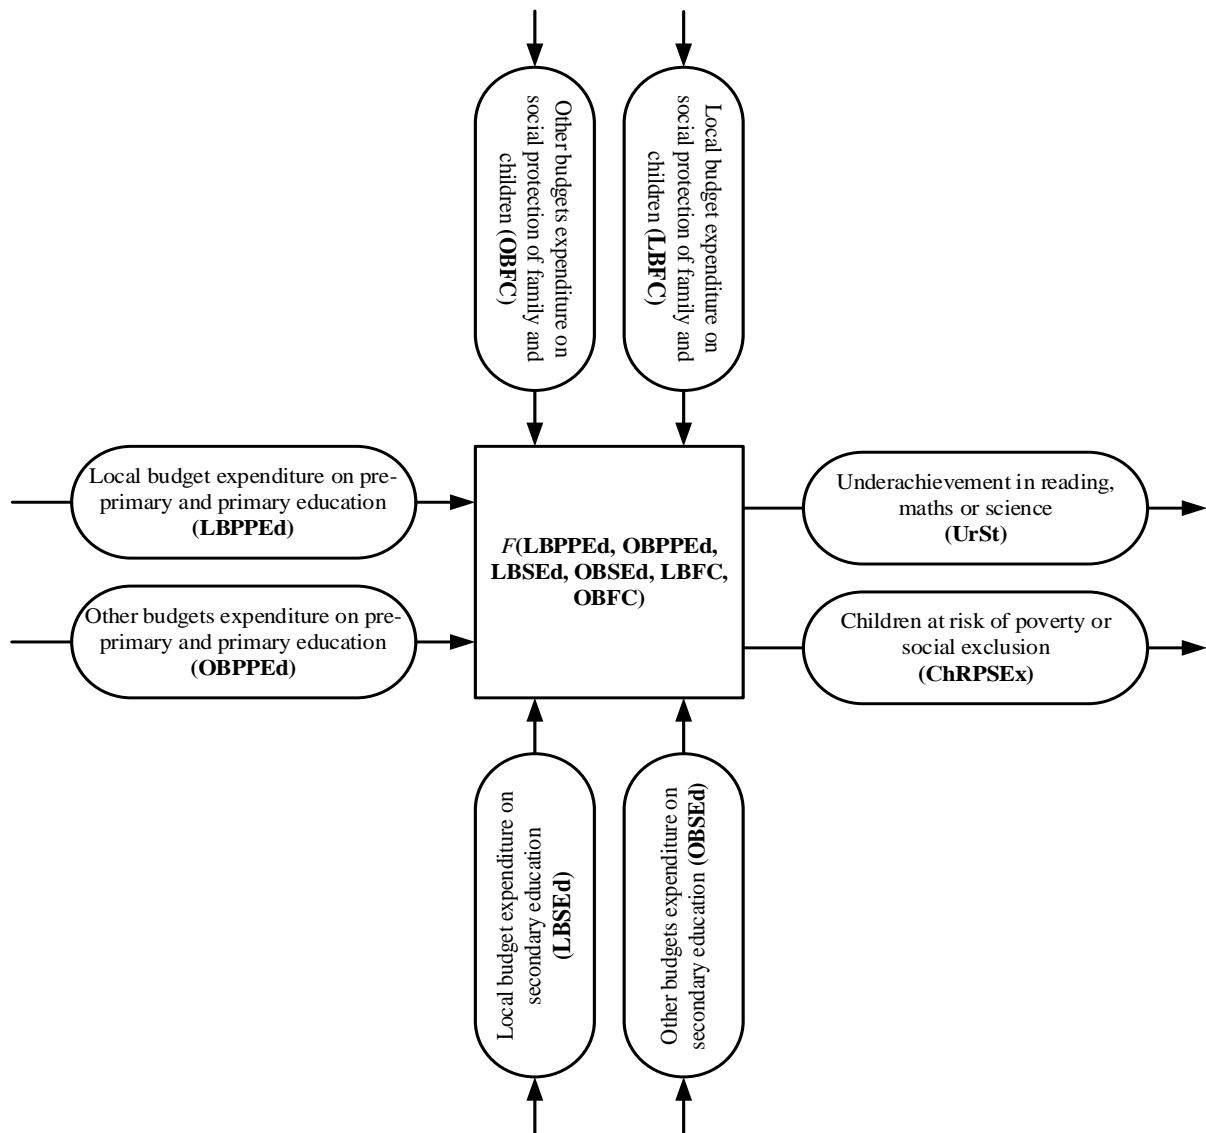 Other budgets expenditure on
social protection of family and
children (OBFC)
Local budget expenditure on
social protection of family and
children (LBFC)
Local budget expenditure on pre-
primary and primary education
(LBPPEd)
Other budgets expenditure on pre-
primary and primary education
(OBPPEd)
F(LBPPEd, OBPPEd,
LBSEd, OBSEd, LBFC,
OBFC)
Underachievement in reading,
maths or science
(UrSt)
Children at risk of poverty or
social exclusion
(ChRPSEx)
Local budget expenditure on
secondary education
(LBSEd)
Other budgets expenditure on
secondary education (OBSEd)